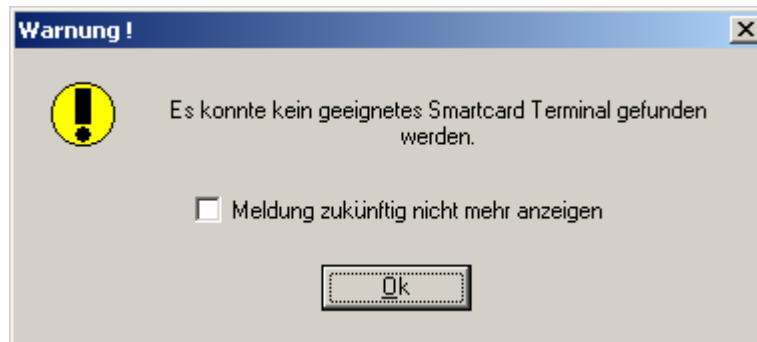 Warnung !
Es konnte kein geeignetes Smartcard Terminal gefunden
werden.
Meldung zukünftig nicht mehr anzeigen
Ok